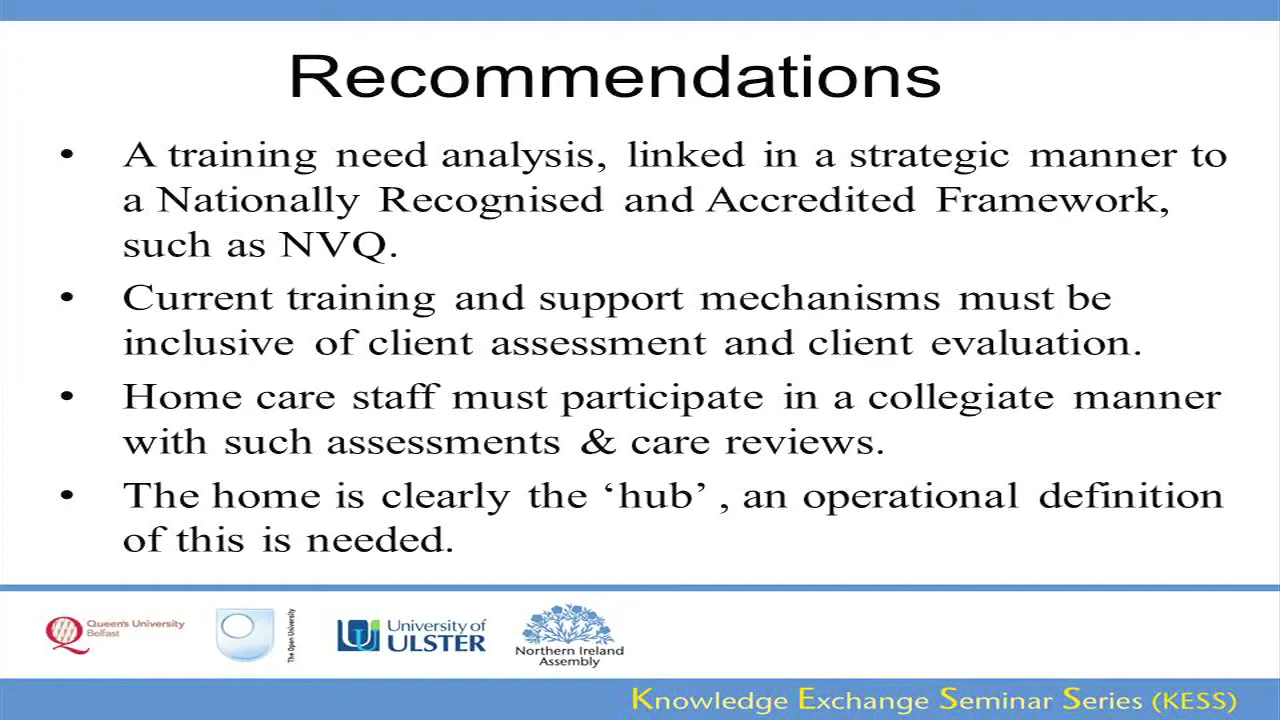 Recommendations
• A training need analysis, linked in a strategic manner to
a Nationally Recognised and Accredited Framework,
such as NVQ.
• Current training and support mechanisms must be
inclusive of client assessment and client evaluation.
• Home care staff must participate in a collegiate manner
with such assessments & care reviews.
• The home is clearly the ‘hub’ , an operational definition
of this is needed.
Queen's University
Belfast
The Open University
University of
ULSTER
Northern Ireland
Assembly
Knowledge Exchange Seminar Series (KESS)